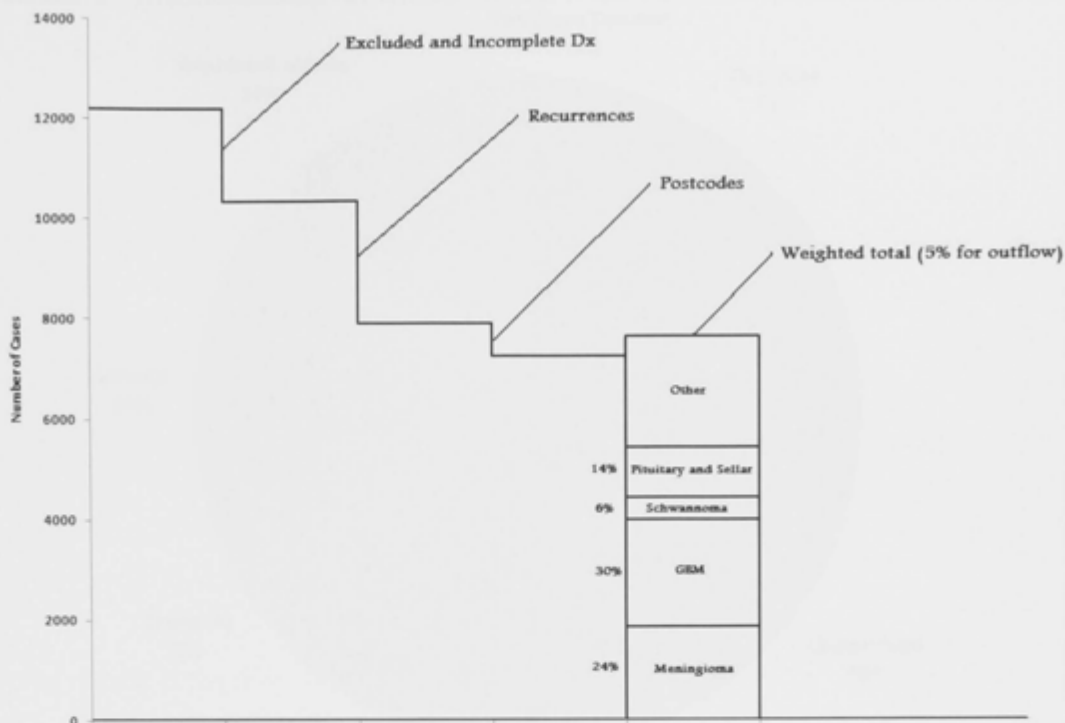 14000
Excluded and Incomplete Dx
12000
Recurrences
Postcodes
10000
Weighted total (5% for outflow)
8000
Number of Cases
Other
6000
14% Pituitary and Sellar
6% Schwannoma
4000
30% GBM
2000
24% Meningioma
0